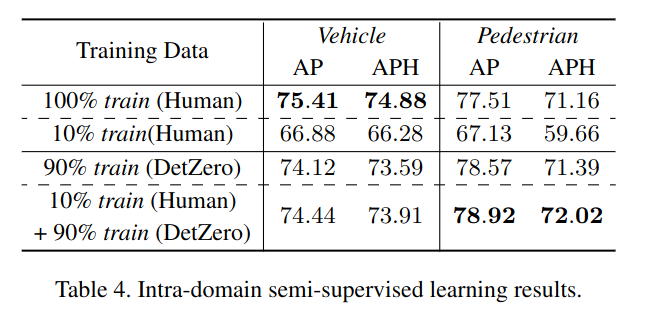 Training Data Vehicle Pedestrian
AP APH AP APH
100% train (Human) 75.41 74.88 77.51 71.16
10% train(Human) 66.88 66.28 67.13 59.66
90% train (DetZero) 74.12 73.59 78.57 71.39
10% train (Human)
+ 90% train (DetZero) 74.44 73.91 78.92 72.02
Table 4. Intra-domain semi-supervised learning results.